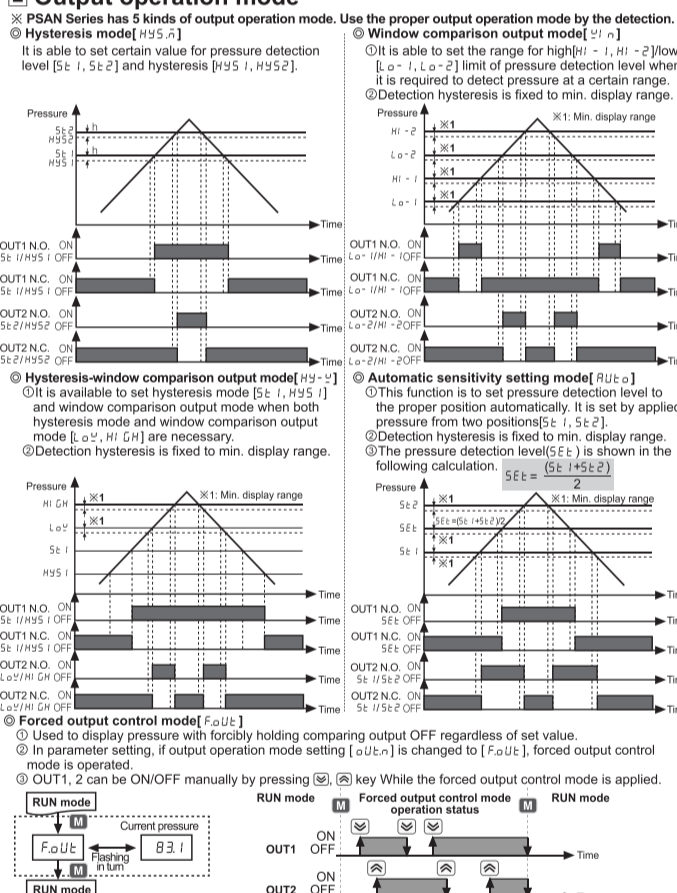 Output operation mode
※ PSAN Series has 5 kinds of output operation mode. Use the proper output operation mode by the detection.
◎ Hysteresis mode[HYS.n]
It is able to set certain value for pressure detection
level [St 1, St2] and hysteresis [HYS 1, HYS2].
Pressure
St2
HYS2
St 1
HYS 1
h
h
Time
OUT1 N.O. ON
St 1/HYS 1 OFF
Time
OUT1 N.C. ON
St 1/HYS 1 OFF
Time
OUT2 N.O. ON
St2/HYS2 OFF
OUT2 N.C. ON
St2/HYS2 OFF
Time
◎ Window comparison output mode[WIn]
①It is able to set the range for high[HI - 1, HI -2]/low
[Lo- 1, Lo-2] limit of pressure detection level when
it is required to detect pressure at a certain range.
②Detection hysteresis is fixed to min. display range.
Pressure
※1: Min. display range
HI -2
※1
Lo-2
※1
HI - 1
※1
Lo- 1
※1
OUT1 N.O. ON
Lo- 1/HI - 1OFF
OUT1 N.C. ON
Lo- 1/HI - 1OFF
OUT2 N.O. ON
Lo-2/HI -2OFF
OUT2 N.C. ON
Lo-2/HI -2OFF
◎ Hysteresis-window comparison output mode[HY-W]
①It is available to set hysteresis mode [St 1, HYS 1]
and window comparison output mode when both
hysteresis mode and window comparison output
mode [LoW, HI GH] are necessary.
②Detection hysteresis is fixed to min. display range.
Pressure
HI GH
※1
※1: Min. display range
LoW
※1
St 1
HYS 1
Time
OUT1 N.O. ON
St 1/HYS 1 OFF
Time
OUT1 N.C. ON
St 1/HYS 1 OFF
Time
OUT2 N.O. ON
LoW/HI GH OFF
Time
OUT2 N.C. ON
LoW/HI GH OFF
Time
◎ Automatic sensitivity setting mode[AUto]
①This function is to set pressure detection level to
the proper position automatically. It is set by applied
pressure from two positions[St 1, St2].
②Detection hysteresis is fixed to min. display range.
③The pressure detection level(SEt) is shown in the
following calculation. SEt= (St 1+St2) 2
Pressure
※1: Min. display range
St2
※1
SEt
SEt=(St 1+St2)/2
※1
St 1
※1
OUT1 N.O. ON
SEt OFF
OUT1 N.C. ON
SEt OFF
OUT2 N.O. ON
St 1/St2 OFF
OUT2 N.C. ON
St 1/St2 OFF
◎ Forced output control mode[F.oUt]
① Used to display pressure with forcibly holding comparing output OFF regardless of set value.
② In parameter setting, if output operation mode setting [oUt.n] is changed to [F.oUt], forced output control
mode is operated.
③ OUT1, 2 can be ON/OFF manually by pressing , key While the forced output control mode is applied.
RUN mode
M
Current pressure
F.oUt
Flashing
in turn
83.1
M
RUN mode
RUN mode
M
Forced output control mode
operation status
M
RUN mode
OUT1
ON
OFF
Time
OUT2
ON
OFF